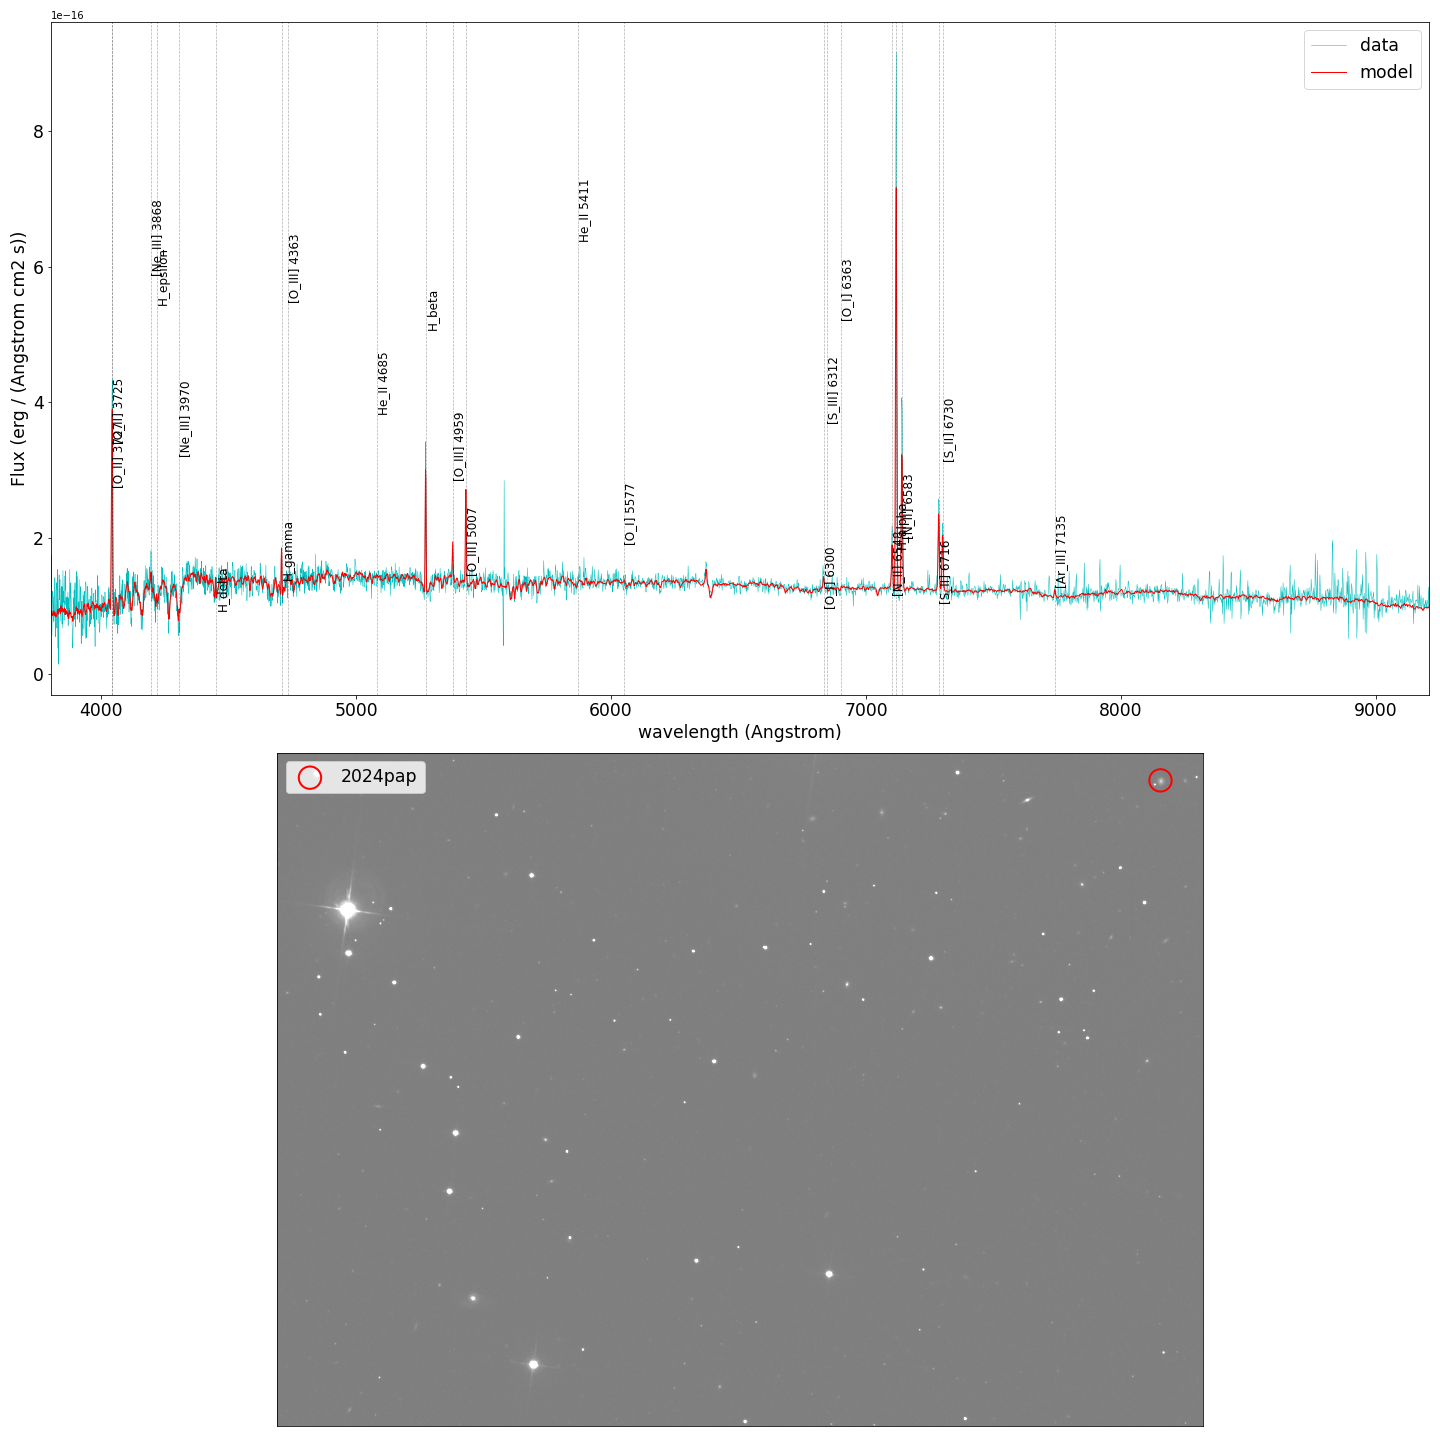 1e−16
data
model
Flux (erg / (Angstrom cm2 s))
8
6
4
2
0
[O_II] 3725
[O_II] 3727
[Ne_III] 3868
H_epsilon
[Ne_III] 3970
H_delta
H_gamma
[O_III] 4363
He_II 4685
H_beta
[O_III] 4959
[O_III] 5007
He_II 5411
[O_I] 5577
[O_I] 6300
[S_III] 6312
[O_I] 6363
[N_II] 6548
H_alpha
[N_II] 6583
[S_II] 6716
[S_II] 6730
[Ar_III] 7135
4000
5000
6000
7000
8000
9000
wavelength (Angstrom)
2024pap